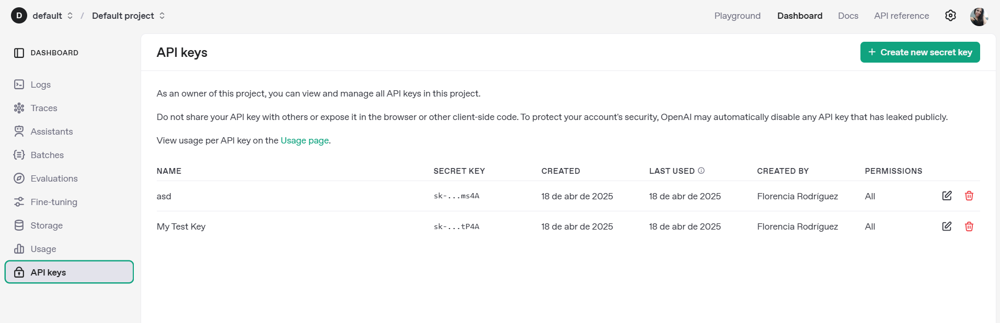 D default / Default project Playground Dashboard Docs API reference
DASHBOARD
Logs
Traces
Assistants
Batches
Evaluations
Fine-tuning
Storage
Usage
API keys
API keys
+ Create new secret key
As an owner of this project, you can view and manage all API keys in this project.
Do not share your API key with others or expose it in the browser or other client-side code. To protect your account's security, OpenAI may automatically disable any API key that has leaked publicly.
View usage per API key on the Usage page.
NAME SECRET KEY CREATED LAST USED CREATED BY PERMISSIONS
asd sk-...ms4A 18 de abr de 2025 18 de abr de 2025 Florencia Rodríguez All
My Test Key sk-...tP4A 18 de abr de 2025 18 de abr de 2025 Florencia Rodríguez All